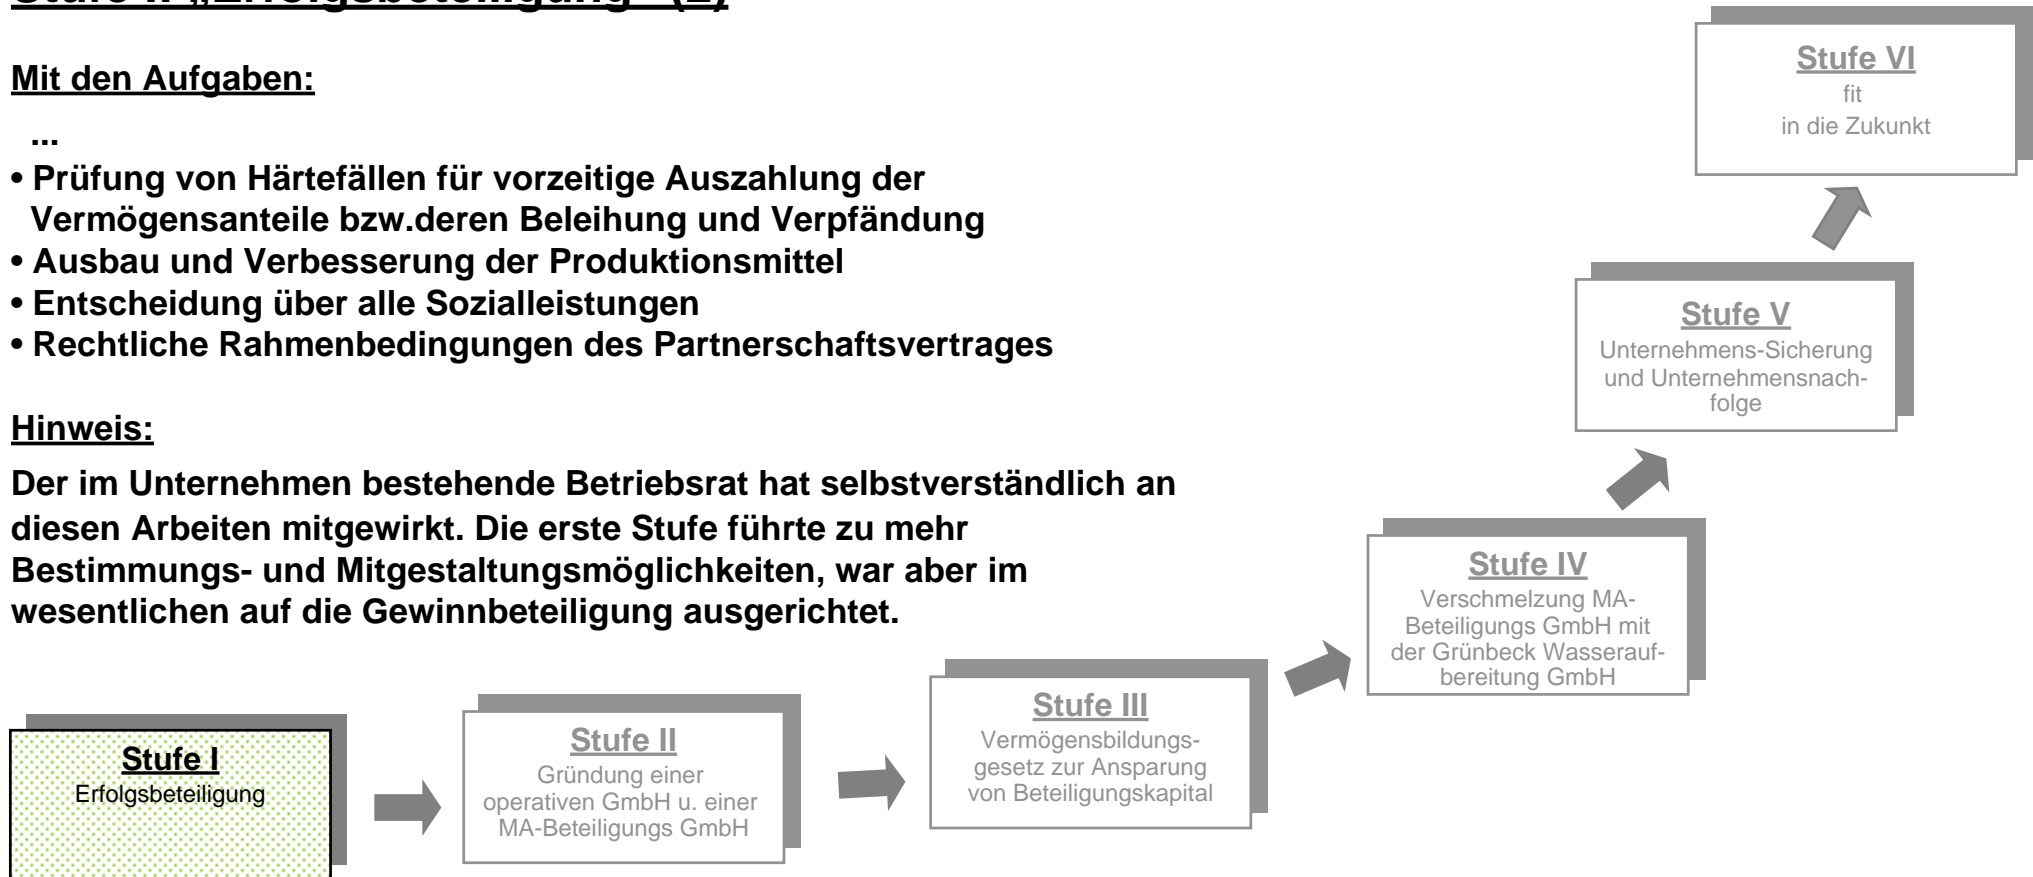 Stufe I: „Erfolgsbeteiligung“ (2)
Mit den Aufgaben:
...
• Prüfung von Härtefällen für vorzeitige Auszahlung der
Vermögensanteile bzw.deren Beleihung und Verpfändung
• Ausbau und Verbesserung der Produktionsmittel
• Entscheidung über alle Sozialleistungen
• Rechtliche Rahmenbedingungen des Partnerschaftsvertrages
Hinweis:
Der im Unternehmen bestehende Betriebsrat hat selbstverständlich an
diesen Arbeiten mitgewirkt. Die erste Stufe führte zu mehr
Bestimmungs- und Mitgestaltungsmöglichkeiten, war aber im
wesentlichen auf die Gewinnbeteiligung ausgerichtet.
Stufe I
Erfolgsbeteiligung
Stufe II
Gründung einer
operativen GmbH u. einer
MA-Beteiligungs GmbH
Stufe III
Vermögensbildungs-
gesetz zur Ansparung
von Beteiligungskapital
Stufe IV
Verschmelzung MA-
Beteiligungs GmbH mit
der Grünbeck Wasserauf-
bereitung GmbH
Stufe V
Unternehmens-Sicherung
und Unternehmensnach-
folge
Stufe VI
fit
in die Zukunkt